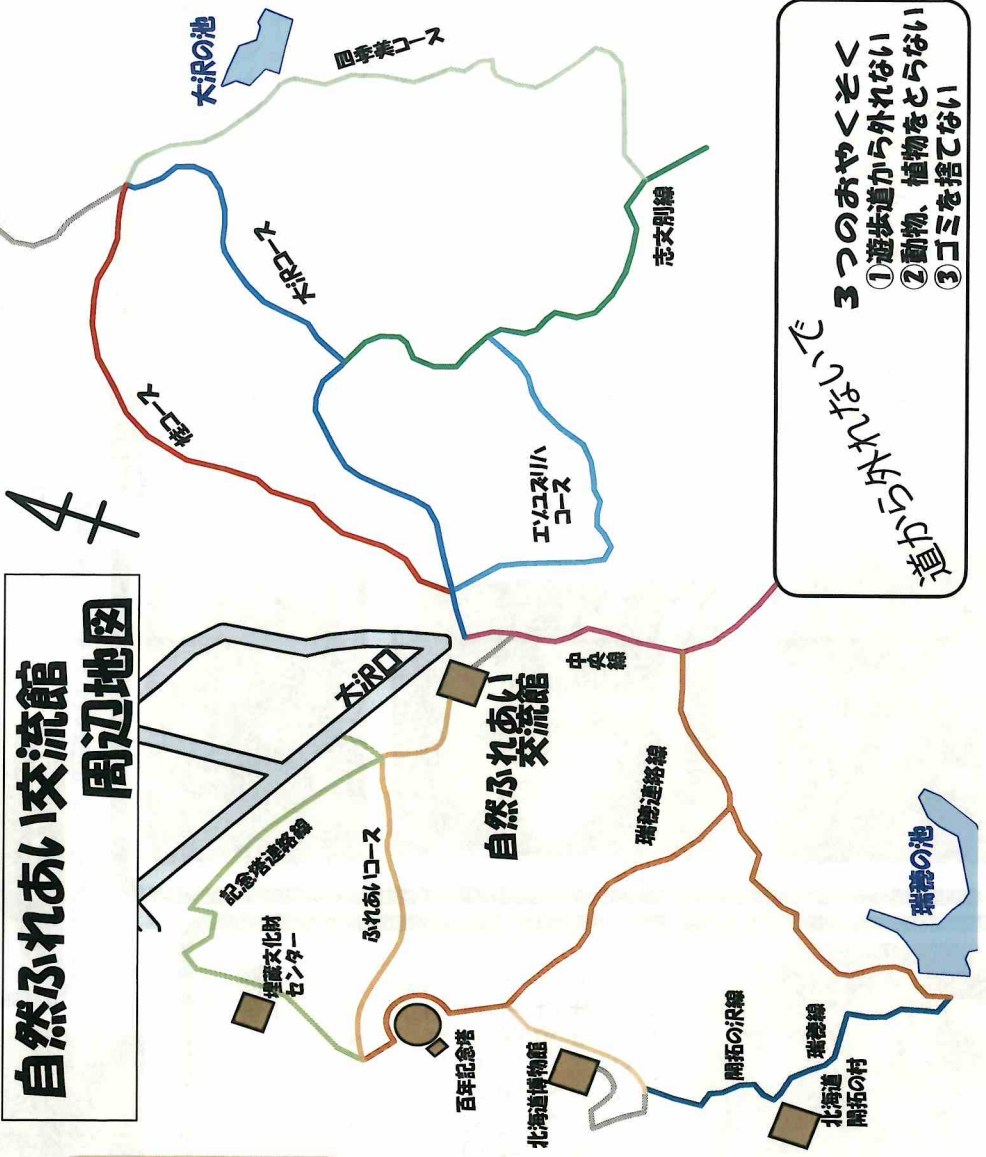 自然ふれあい交流館
周辺地図
大沢の池
四季美コース
桂コース
大沢コース
志文別線
エゾユズリハ
コース
大沢口
自然ふれあい
交流館
中央線
記念塔連絡線
ふれあいコース
埋蔵文化財
センター
百年記念塔
瑞穂連絡線
北海道博物館
開拓の沢線
瑞穂線
北海道
開拓の村
瑞穂の池
道から外れないで
3つのおやくそく
①遊歩道から外れない
②動物、植物をとらない
③ゴミを捨てない